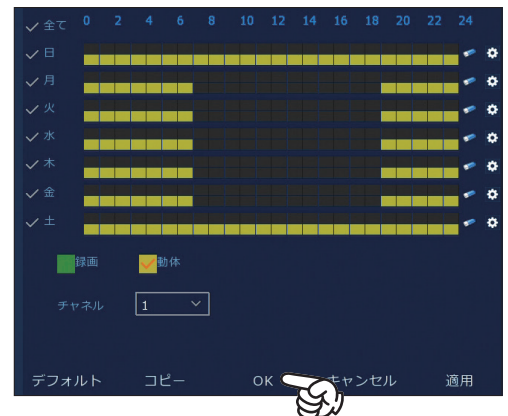 全て 0 2 4 6 8 10 12 14 16 18 20 22 24
日
月
火
水
木
金
土
録画 動体
チャネル 1
デフォルト コピー OK キャンセル 適用